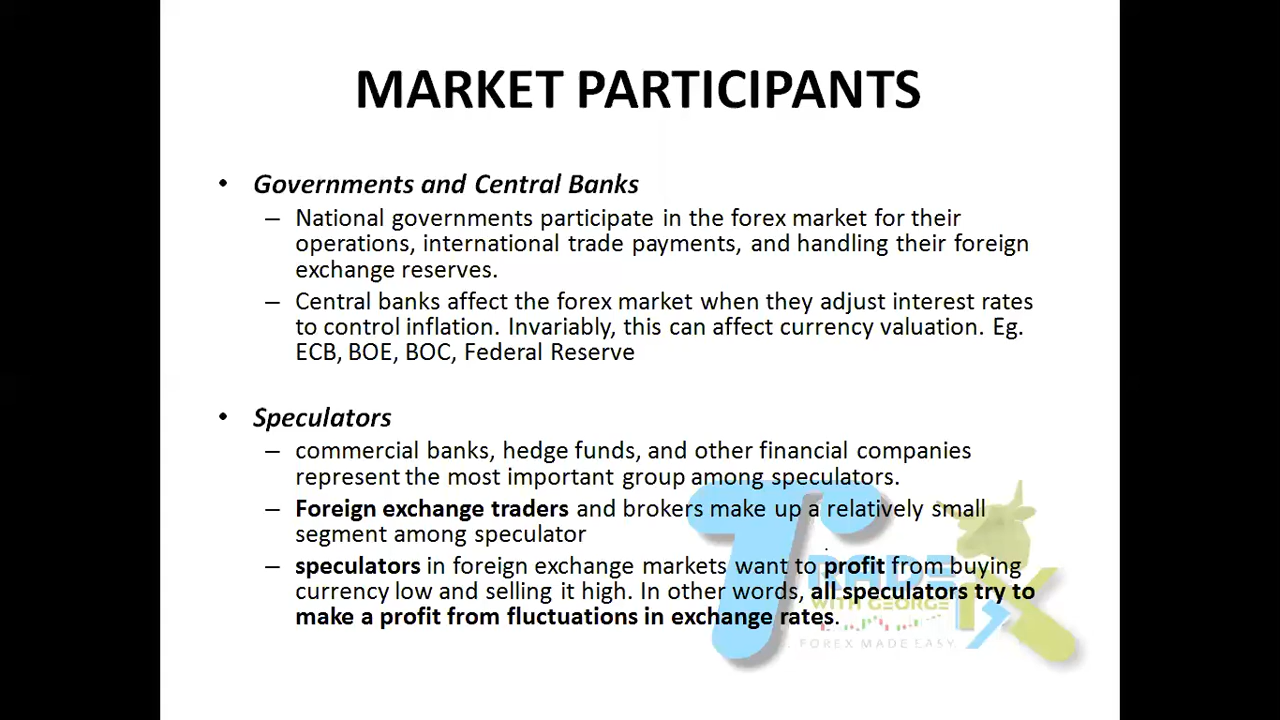 MARKET PARTICIPANTS
• Governments and Central Banks
– National governments participate in the forex market for their
operations, international trade payments, and handling their foreign
exchange reserves.
– Central banks affect the forex market when they adjust interest rates
to control inflation. Invariably, this can affect currency valuation. Eg.
ECB, BOE, BOC, Federal Reserve
• Speculators
– commercial banks, hedge funds, and other financial companies
represent the most important group among speculators.
– Foreign exchange traders and brokers make up a relatively small
segment among speculator
– speculators in foreign exchange markets want to profit from buying
currency low and selling it high. In other words, all speculators try to
make a profit from fluctuations in exchange rates.
TRADE
WITH GEORGE
FX
FOREX MADE EASY